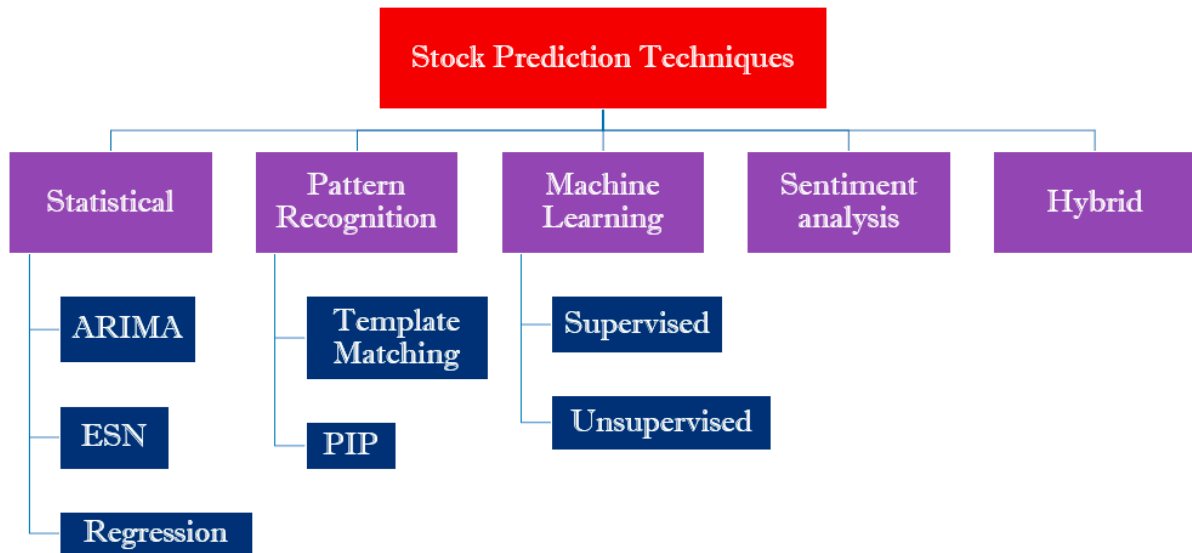 Stock Prediction Techniques
Statistical
Pattern
Recognition
Machine
Learning
Sentiment
analysis
Hybrid
ARIMA
ESN
Regression
Template
Matching
PIP
Supervised
Unsupervised